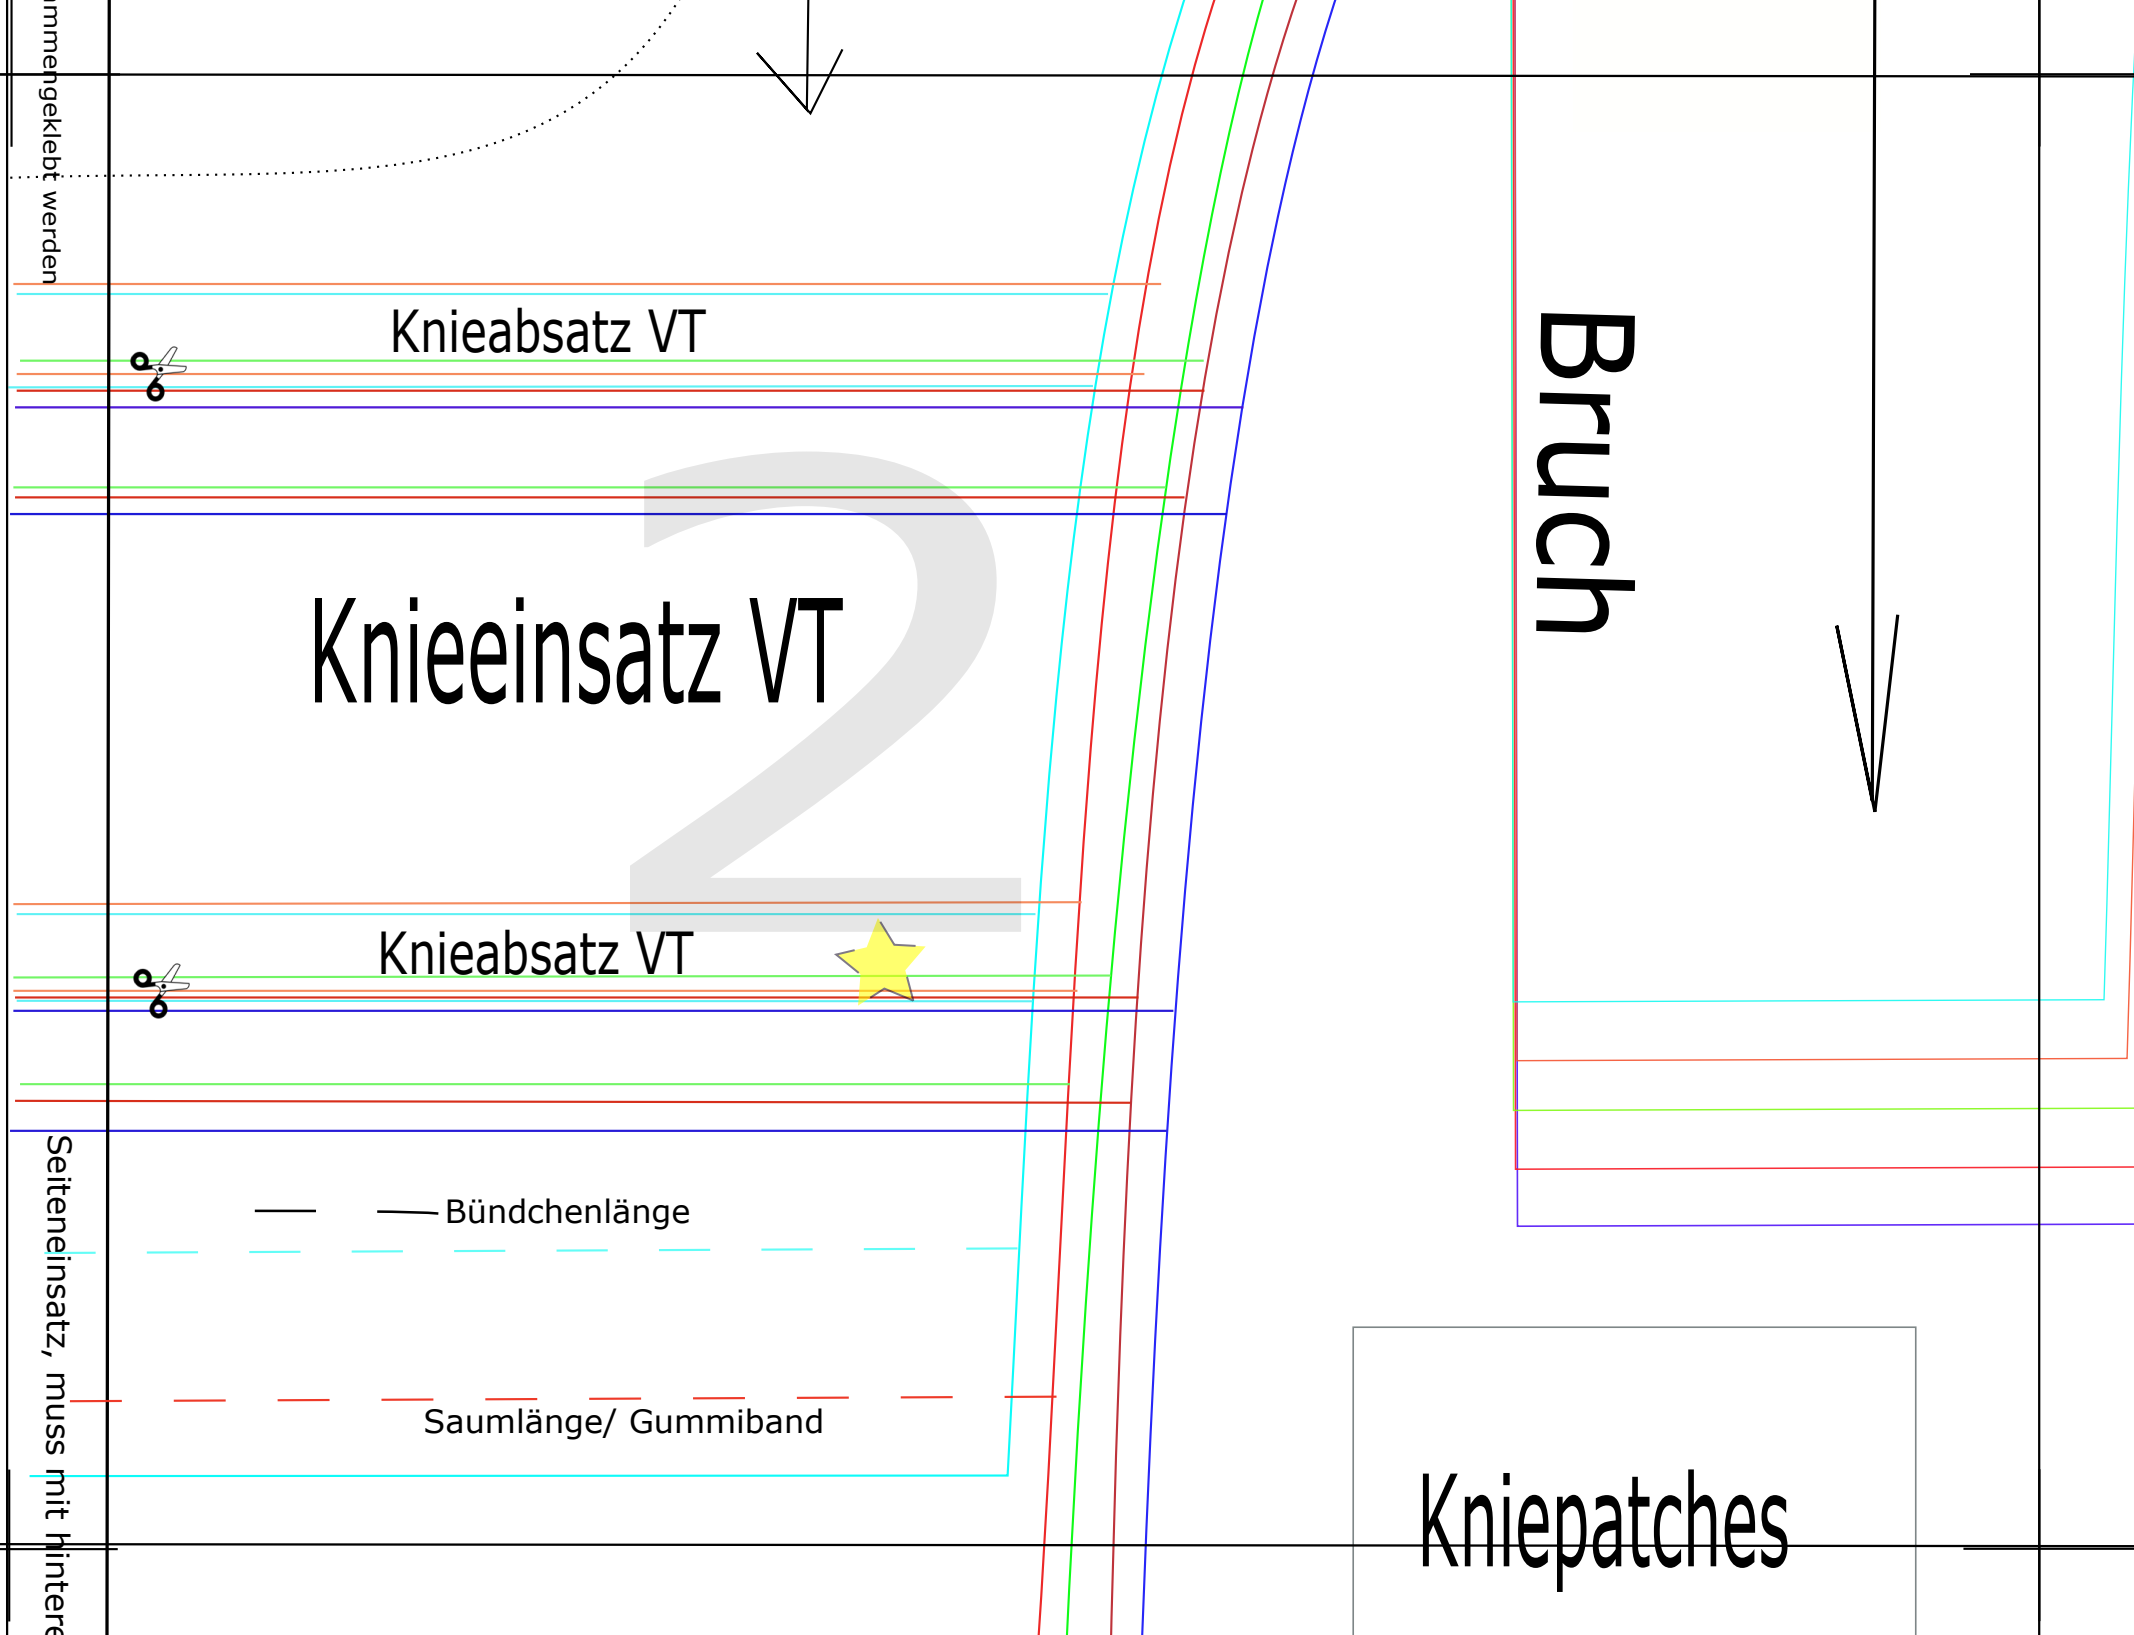 mmengeklebt werden
Knieabsatz VT
2
Bruch
Knieeinsatz VT
Knieabsatz VT
Seiteneinsatz, muss mit hintere
Bündchenlänge
Saumlänge/ Gummiband
Kniepatches